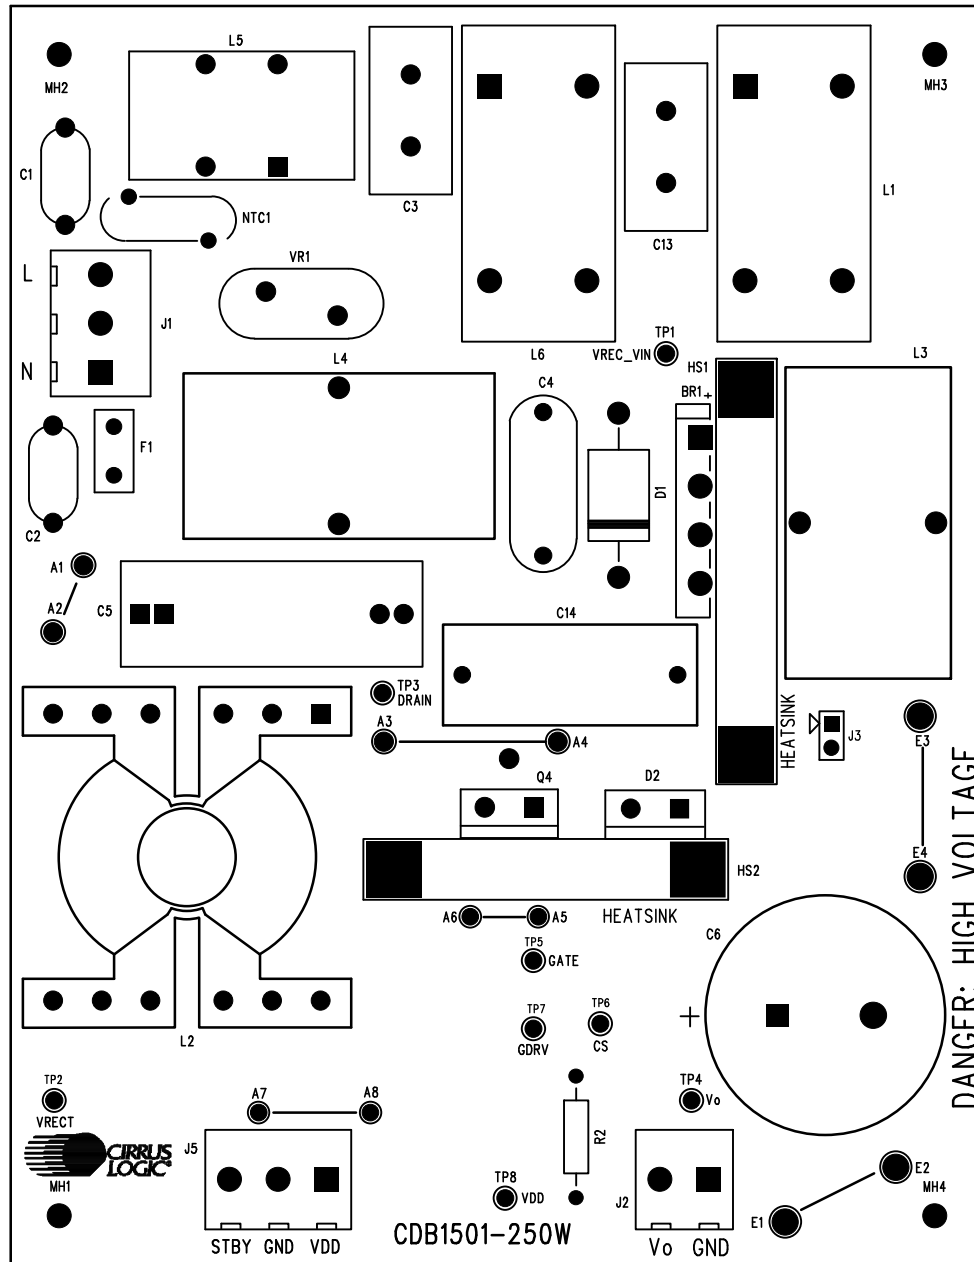 L5
MH2
MH3
C1
L1
C3
NTC1
C13
VR1
L
J1
TP1
VREC_VIN
L6
L4
L3
HS1
N
C4
BR1+
F1
D1
C2
A1
A2
C5
C14
TP3
DRAIN
HEATSINK
A3
A4
J3
E3
DANGER: HIGH VOLTAGE
Q4
D2
E4
HS2
A6
A5
HEATSINK
C6
TP5
GATE
TP7
TP6
+
GDRV
CS
L2
TP2
A7
A8
TP4
Vo
VRECT
R2
J5
CIRRUS
LOGIC®
MH1
E2
TP8
VDD
J2
MH4
E1
CDB1501-250W
STBY GND VDD
Vo GND